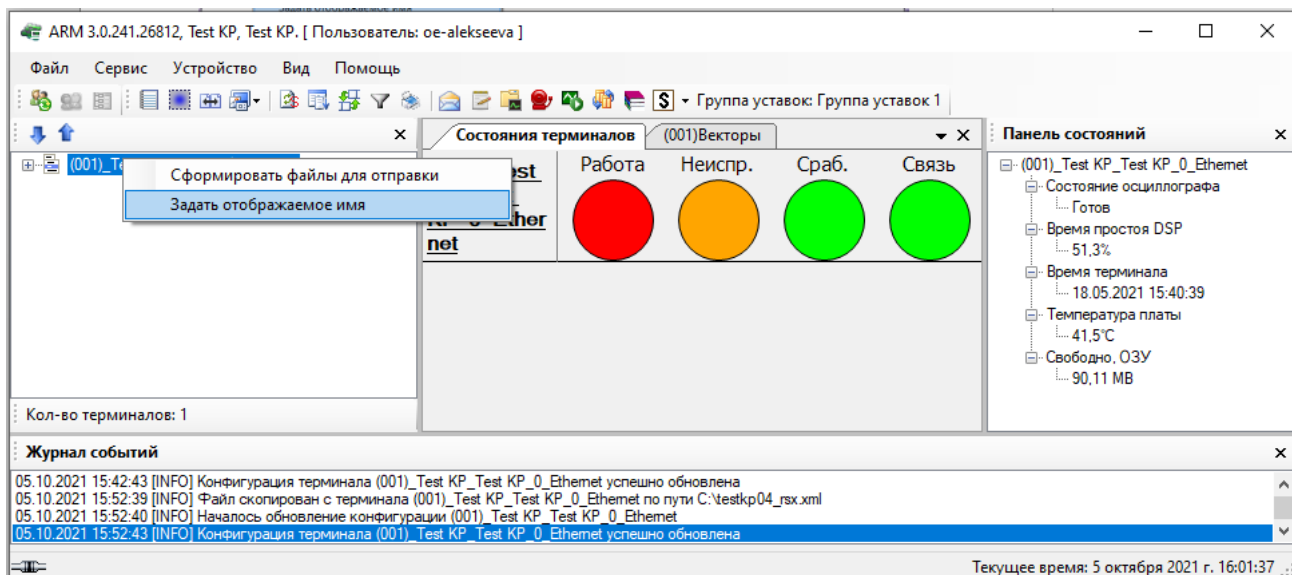 ARM 3.0.241.26812, Test KP, Test KP. [ Пользователь: oe-alekseeva ]
Файл Сервис Устройство Вид Помощь
Группа уставок: Группа уставок 1
Состояния терминалов (001)Векторы
Панель состояний
(001)_Te
Сформировать файлы для отправки
Задать отображаемое имя
net
Работа Неиспр. Сраб. Связь
(001)_Test KP_Test KP_0_Ethernet
Состояние осциллографа
Готов
Время простоя DSP
51,3%
Время терминала
18.05.2021 15:40:39
Температура платы
41,5°C
Свободно, ОЗУ
90,11 MB
Кол-во терминалов: 1
Журнал событий
05.10.2021 15:42:43 [INFO] Конфигурация терминала (001)_Test KP_Test KP_0_Ethernet успешно обновлена
05.10.2021 15:52:39 [INFO] Файл скопирован с терминала (001)_Test KP_Test KP_0_Ethernet по пути C:\testkp04_rsx.xml
05.10.2021 15:52:40 [INFO] Началось обновление конфигурации (001)_Test KP_Test KP_0_Ethernet
05.10.2021 15:52:43 [INFO] Конфигурация терминала (001)_Test KP_Test KP_0_Ethernet успешно обновлена
Текущее время: 5 октября 2021 г. 16:01:37